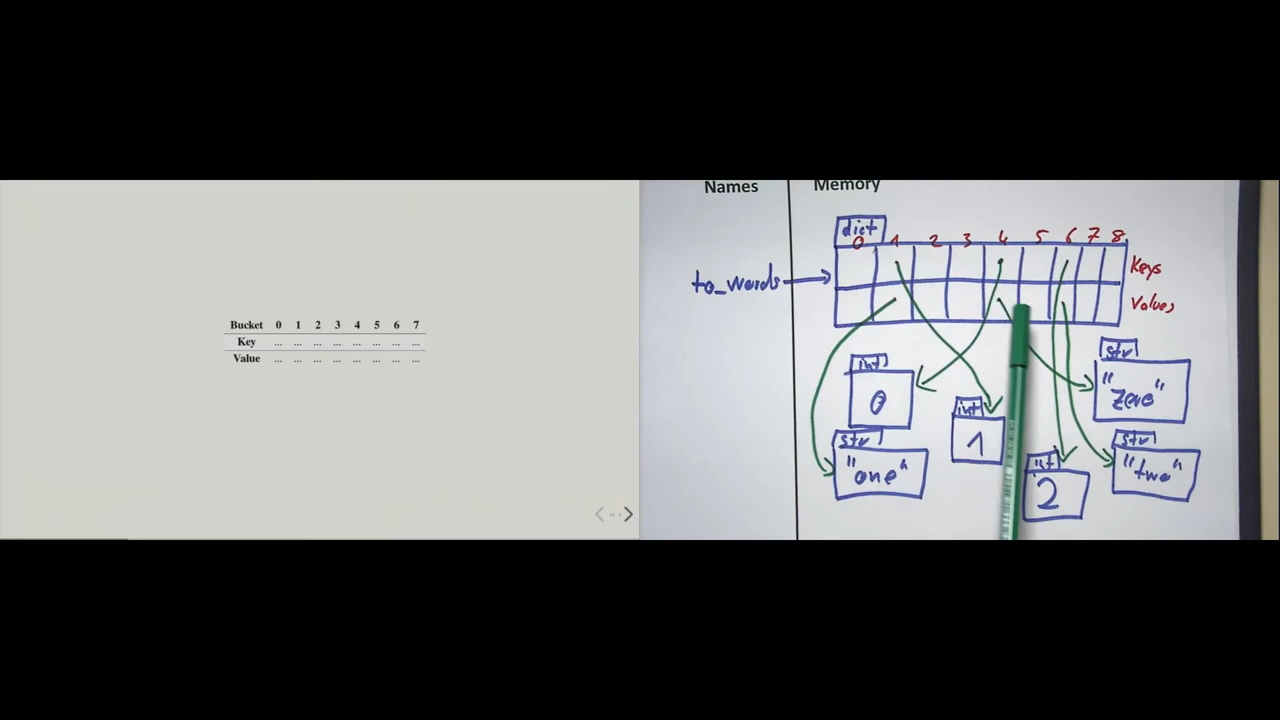 Bucket 0 1 2 3 4 5 6 7
Key ... ... ... ... ... ... ... ...
Value ... ... ... ... ... ... ... ...
Names Memory
dict
0 1 2 3 4 5 6 7 8
Keys
to_words
Values
int
0
str
"one"
int
1
int
2
str
"zero"
str
"two"